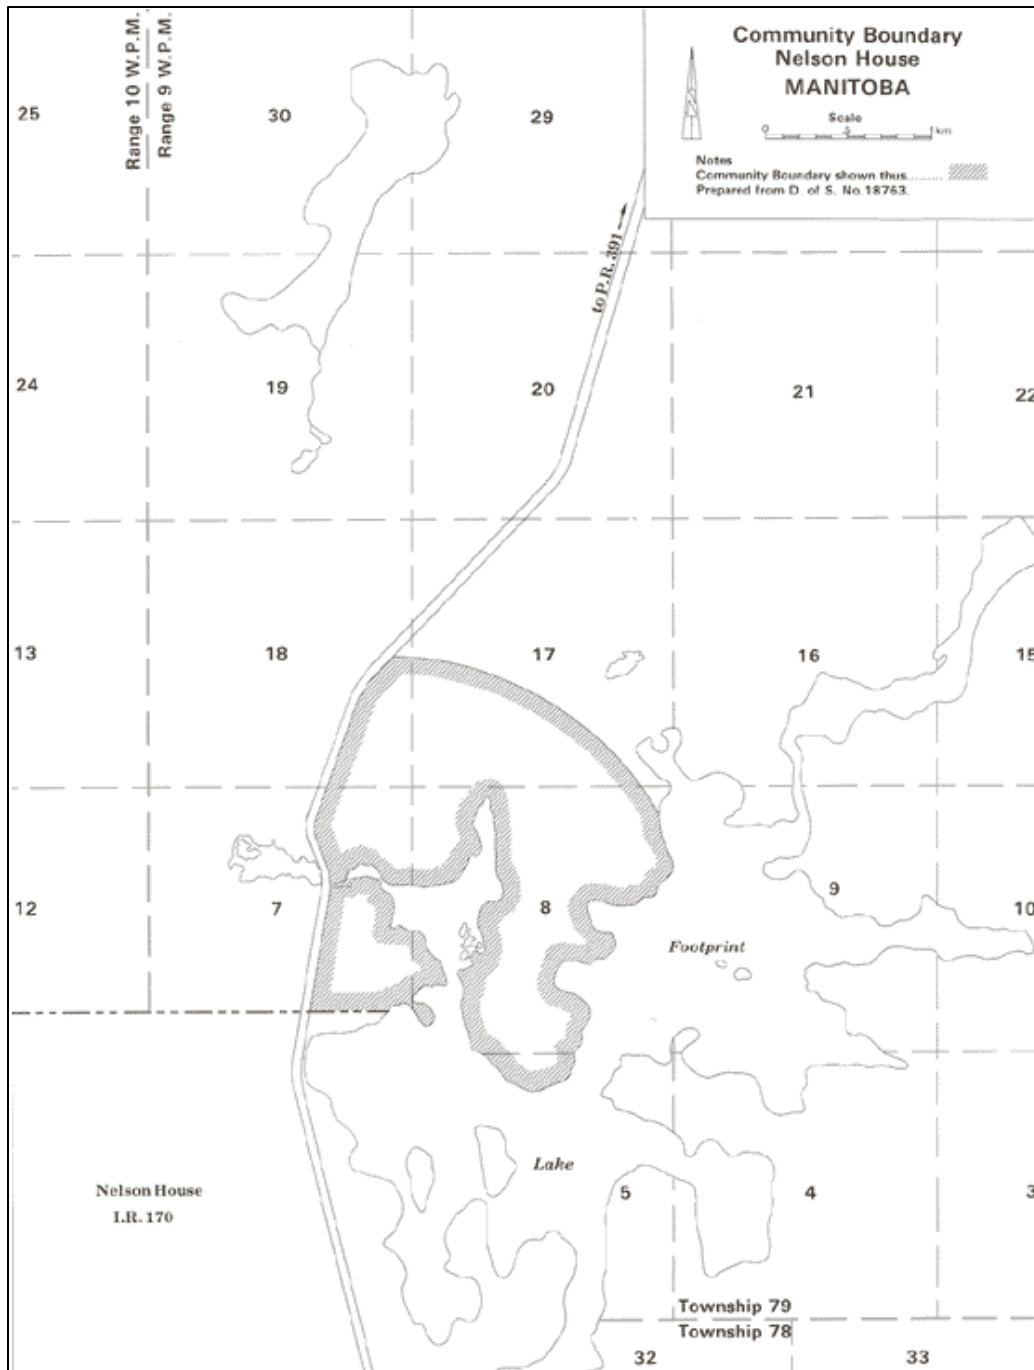 Community Boundary
Nelson House
MANITOBA
Scale
0 .5 1 km
Notes
Community Boundary shown thus........
Prepared from D. of S. No. 18763.
Range 10 W.P.M.
Range 9 W.P.M.
25 30 29
to P.R. 391
24 19 20 21 22
13 18 17 16 15
12 7 8 9 10
Footprint
Lake
Nelson House
I.R. 170
5 4 3
Township 79
Township 78
32 33